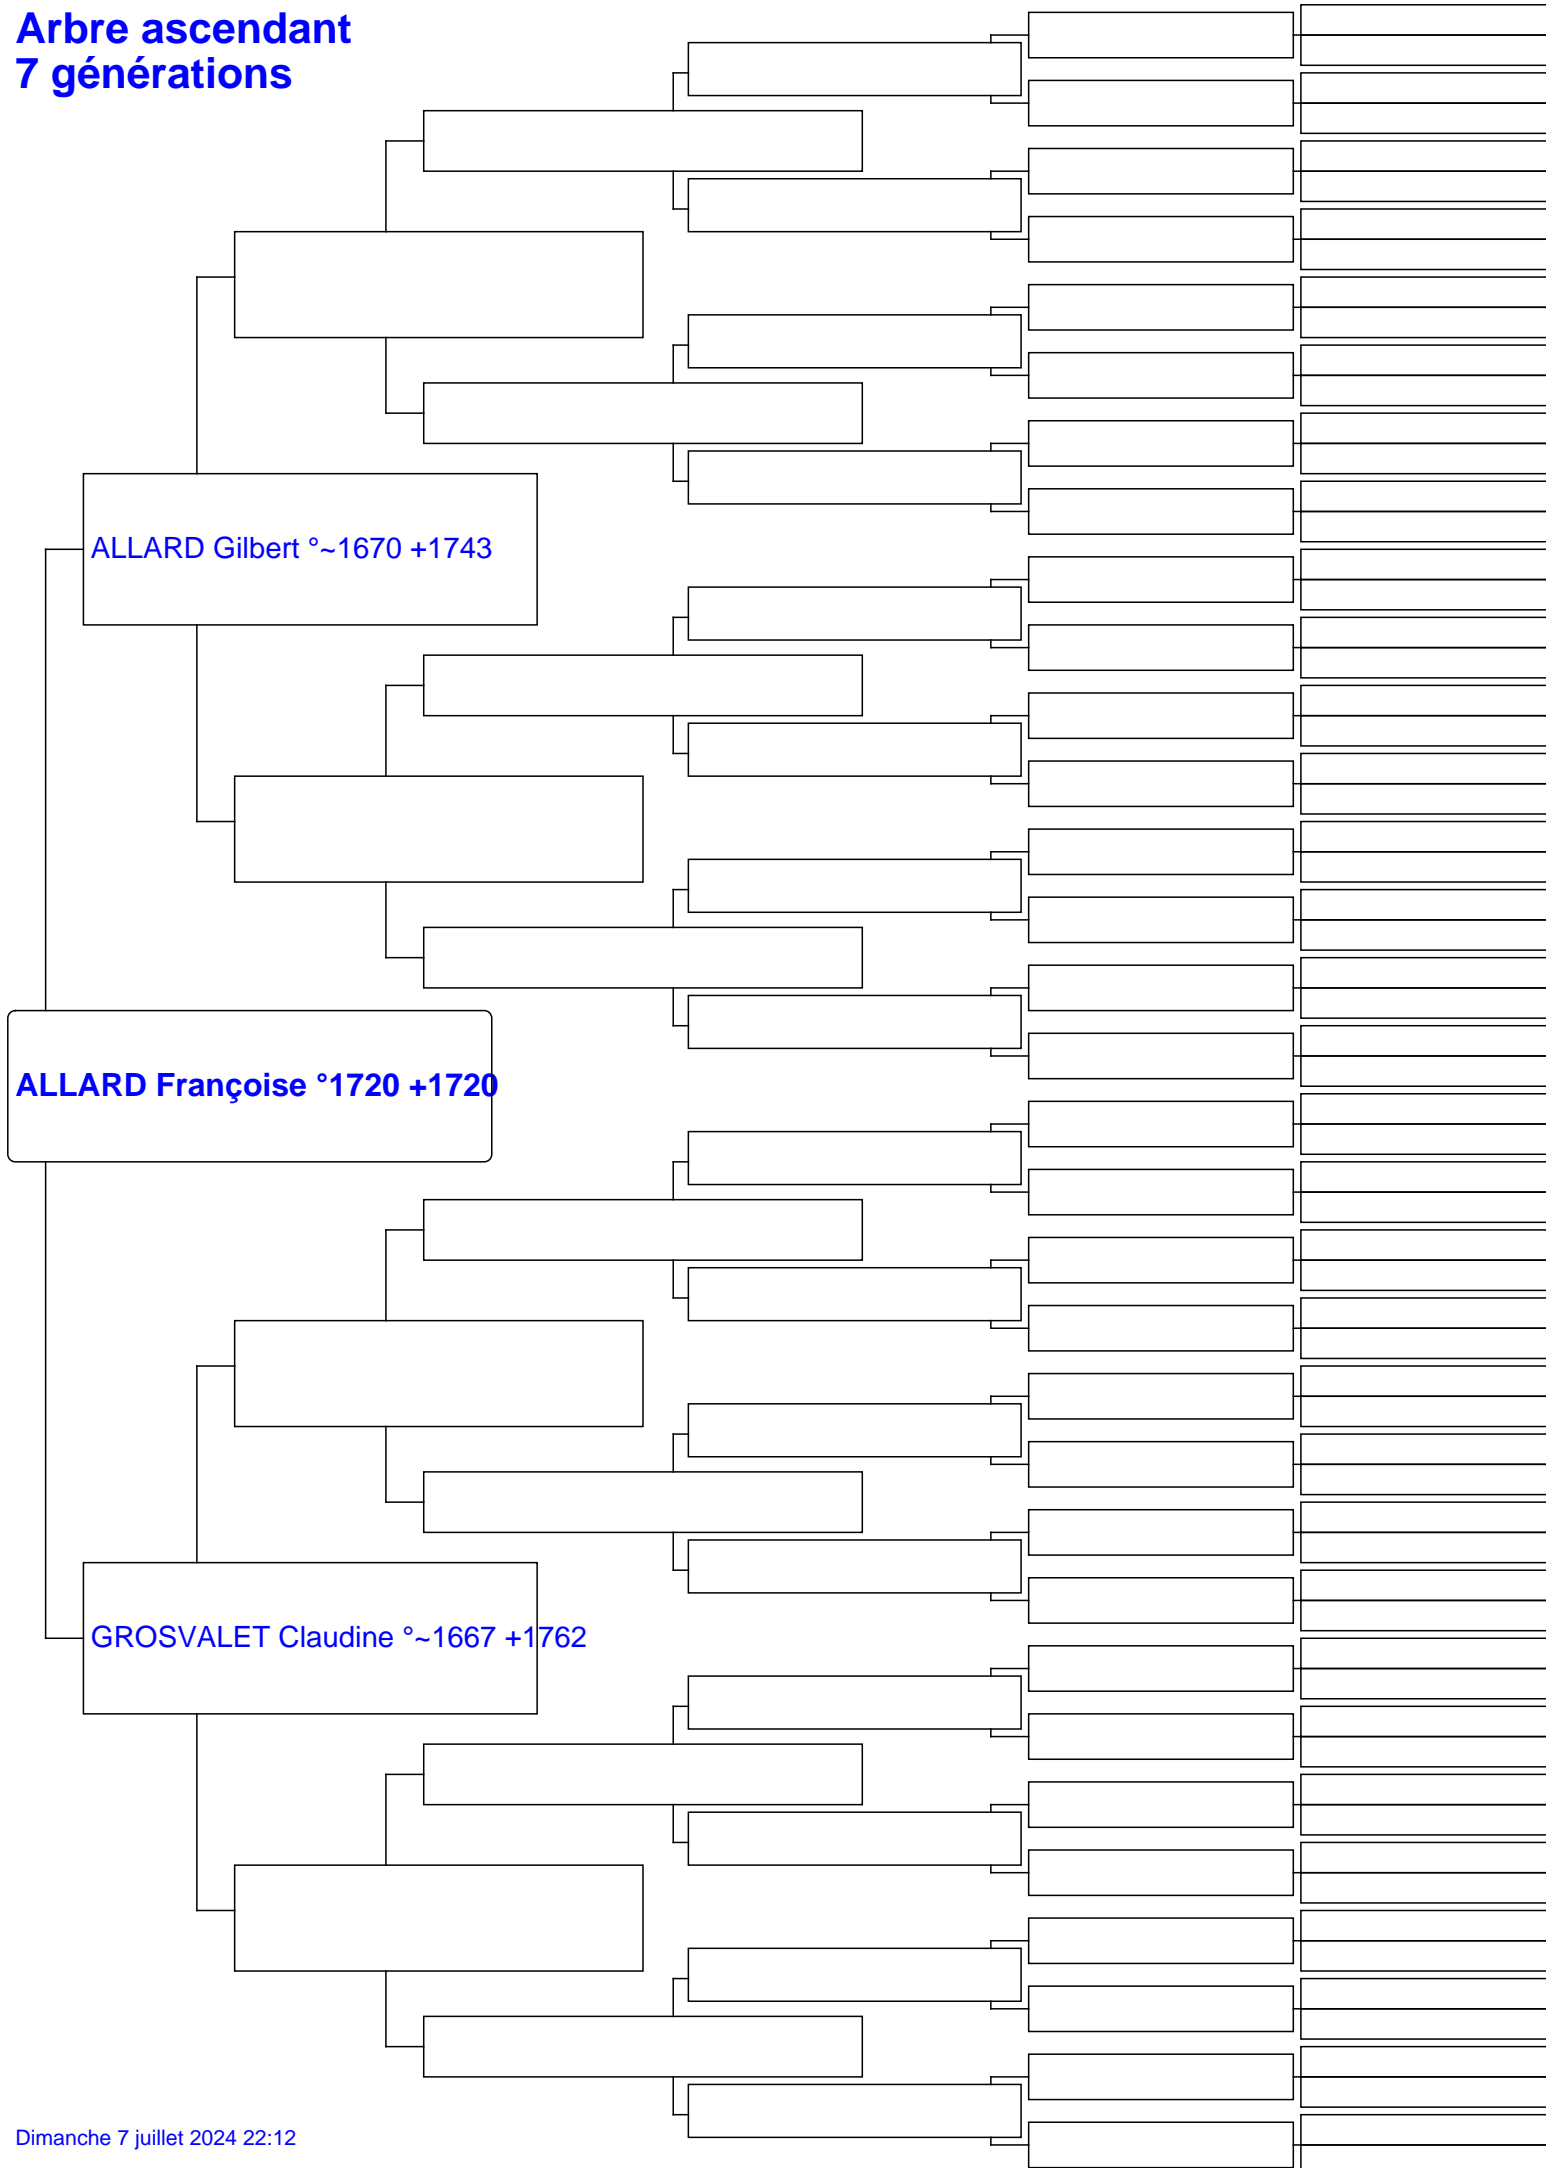 Arbre ascendant
7 générations
ALLARD Gilbert °~1670 +1743
ALLARD Françoise °1720 +1720
GROSVALET Claudine °~1667 +1762
Dimanche 7 juillet 2024 22:12